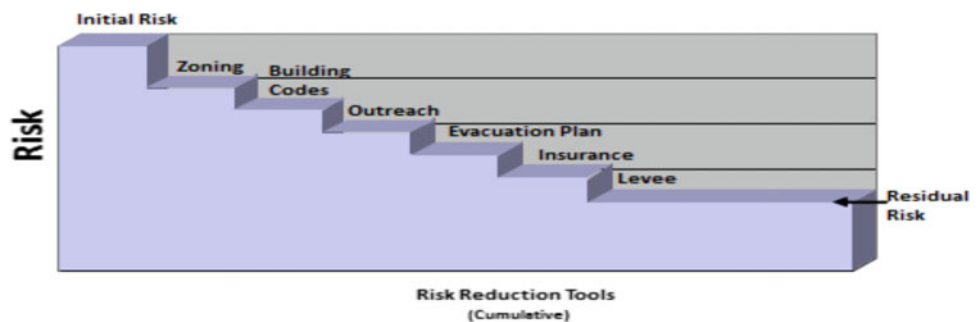 Initial Risk
Zoning
Building
Codes
Outreach
Evacuation Plan
Insurance
Levee
Residual
Risk
Risk
Risk Reduction Tools
(Cumulative)